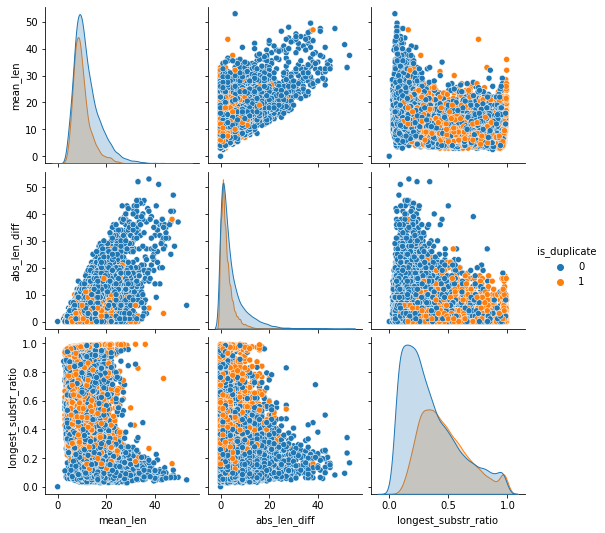 mean_len
50
40
30
20
10
0
abs_len_diff
50
40
30
20
10
0
is_duplicate
0
1
longest_substr_ratio
1.0
0.8
0.6
0.4
0.2
0.0
0 20 40
0 20 40
0.0 0.5 1.0
mean_len
abs_len_diff
longest_substr_ratio